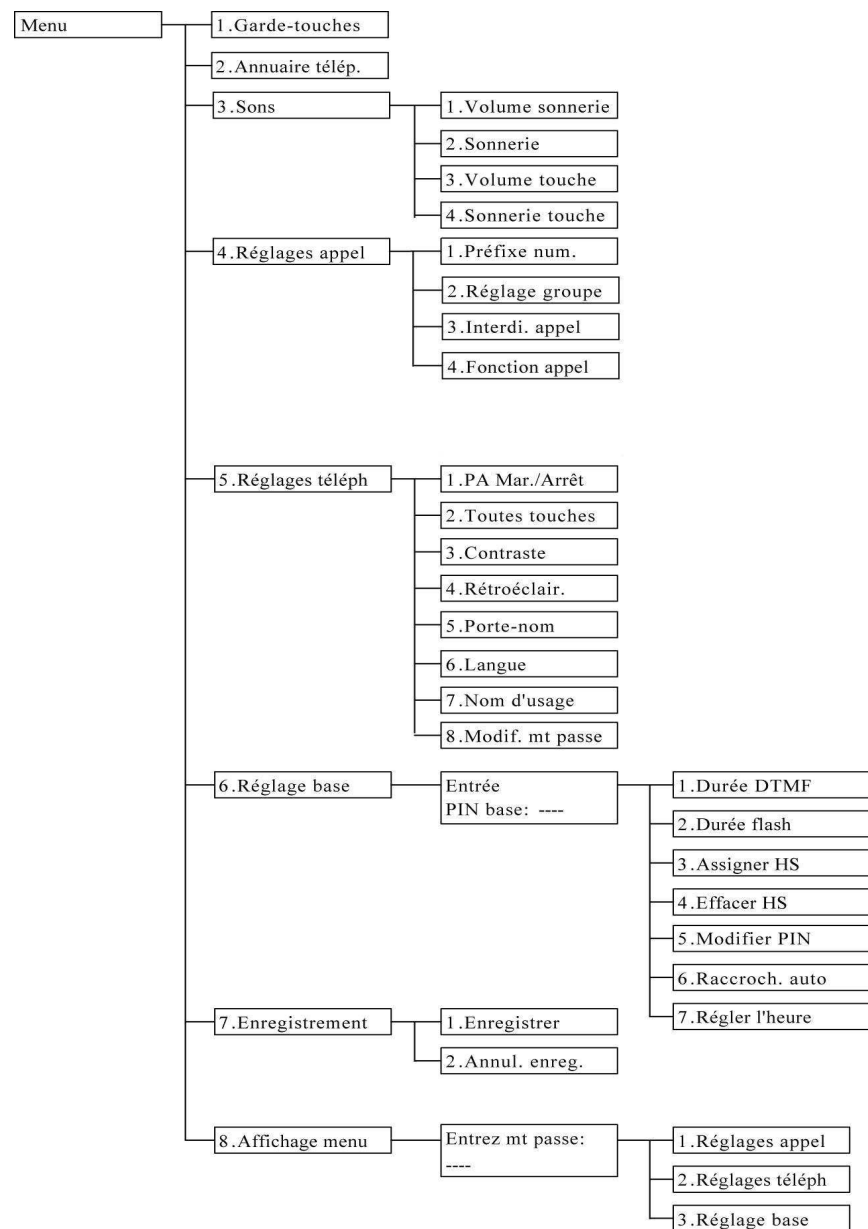 Menu
1.Garde-touches
2.Annuaire télép.
3.Sons
1.Volume sonnerie
2.Sonnerie
3.Volume touche
4.Sonnerie touche
4.Réglages appel
1.Préfixe num.
2.Réglage groupe
3.Interdi. appel
4.Fonction appel
5.Réglages téléph
1.PA Mar./Arrêt
2.Toutes touches
3.Contraste
4.Rétroéclair.
5.Porte-nom
6.Langue
7.Nom d'usage
8.Modif. mt passe
6.Réglage base
Entrée
PIN base: ----
1.Durée DTMF
2.Durée flash
3.Assigner HS
4.Effacer HS
5.Modifier PIN
6.Raccroch. auto
7.Régler l'heure
7.Enregistrement
1.Enregistrer
2.Annul. enreg.
8.Affichage menu
Entrez mt passe:
----
1.Réglages appel
2.Réglages téléph
3.Réglage base